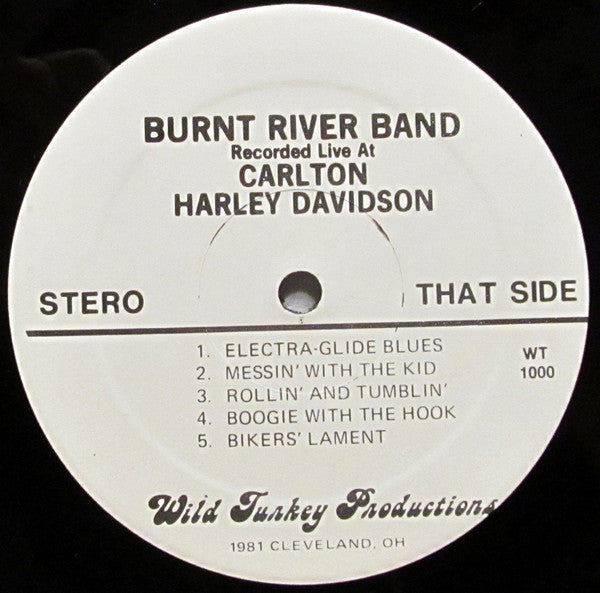 BURNT RIVER BAND
Recorded Live At
CARLTON
HARLEY DAVIDSON
STERO
THAT SIDE
1. ELECTRA-GLIDE BLUES
2. MESSIN' WITH THE KID
3. ROLLIN' AND TUMBLIN'
4. BOOGIE WITH THE HOOK
5. BIKERS' LAMENT
WT
1000
Wild Turkey Productions
1981 CLEVELAND, OH